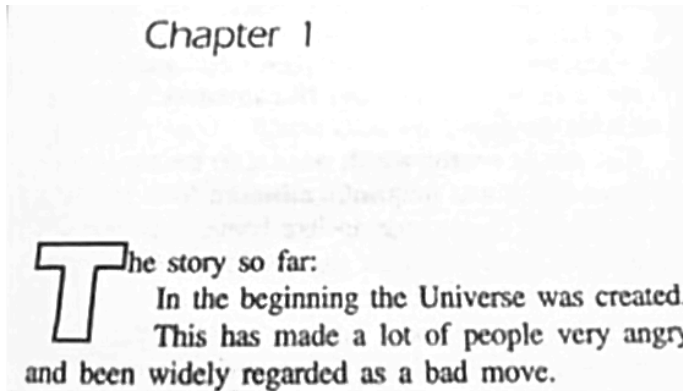 Chapter 1
The story so far:
In the beginning the Universe was created.
This has made a lot of people very angry
and been widely regarded as a bad move.